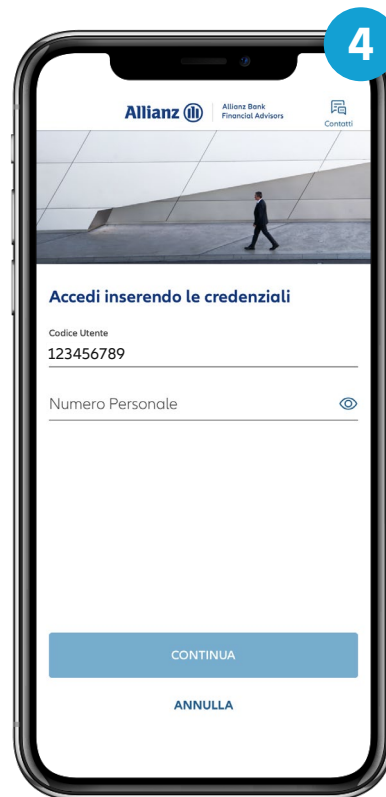 4
Allianz
Allianz Bank
Financial Advisors
Contatti
Accedi inserendo le credenziali
Codice Utente
123456789
Numero Personale
CONTINUA
ANNULLA